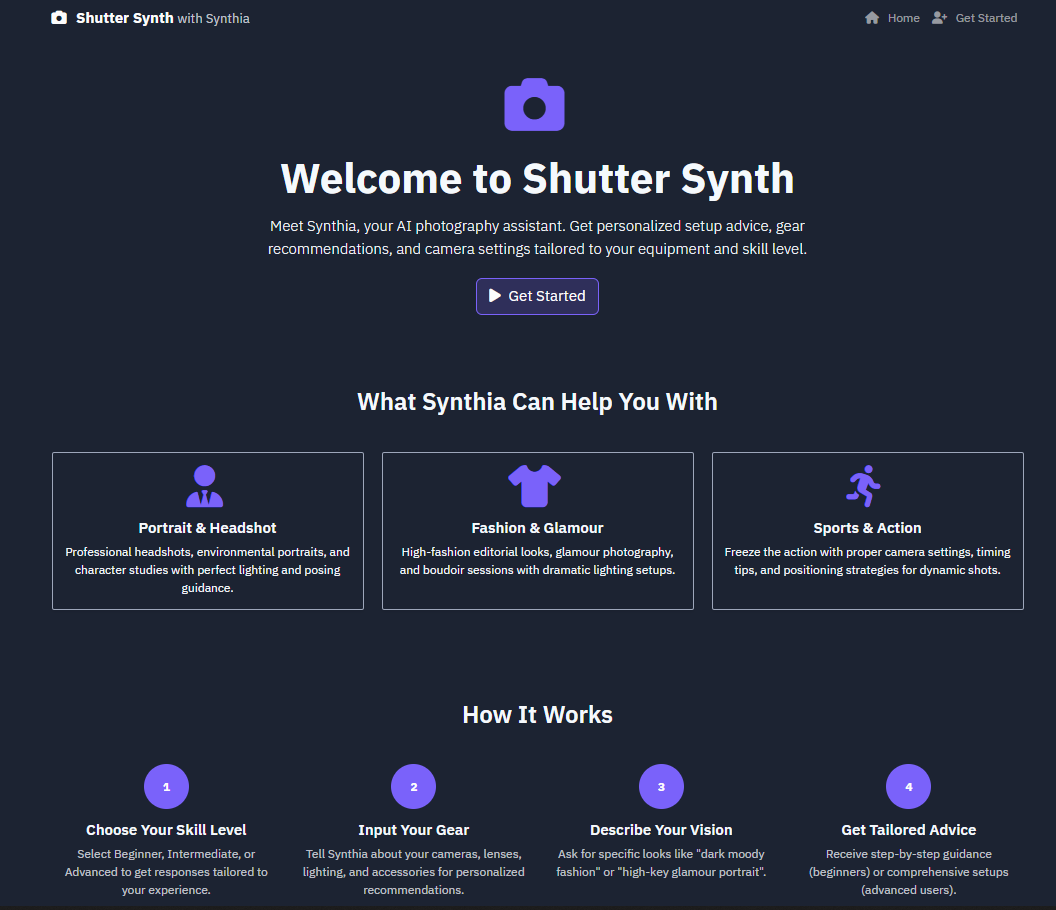 Shutter Synth with Synthia
Home
Get Started
Welcome to Shutter Synth
Meet Synthia, your AI photography assistant. Get personalized setup advice, gear
recommendations, and camera settings tailored to your equipment and skill level.
Get Started
What Synthia Can Help You With
Portrait & Headshot
Professional headshots, environmental portraits, and
character studies with perfect lighting and posing
guidance.
Fashion & Glamour
High-fashion editorial looks, glamour photography,
and boudoir sessions with dramatic lighting setups.
Sports & Action
Freeze the action with proper camera settings, timing
tips, and positioning strategies for dynamic shots.
How It Works
1
Choose Your Skill Level
Select Beginner, Intermediate, or
Advanced to get responses tailored to
your experience.
2
Input Your Gear
Tell Synthia about your cameras, lenses,
lighting, and accessories for personalized
recommendations.
3
Describe Your Vision
Ask for specific looks like "dark moody
fashion" or "high-key glamour portrait".
4
Get Tailored Advice
Receive step-by-step guidance
(beginners) or comprehensive setups
(advanced users).